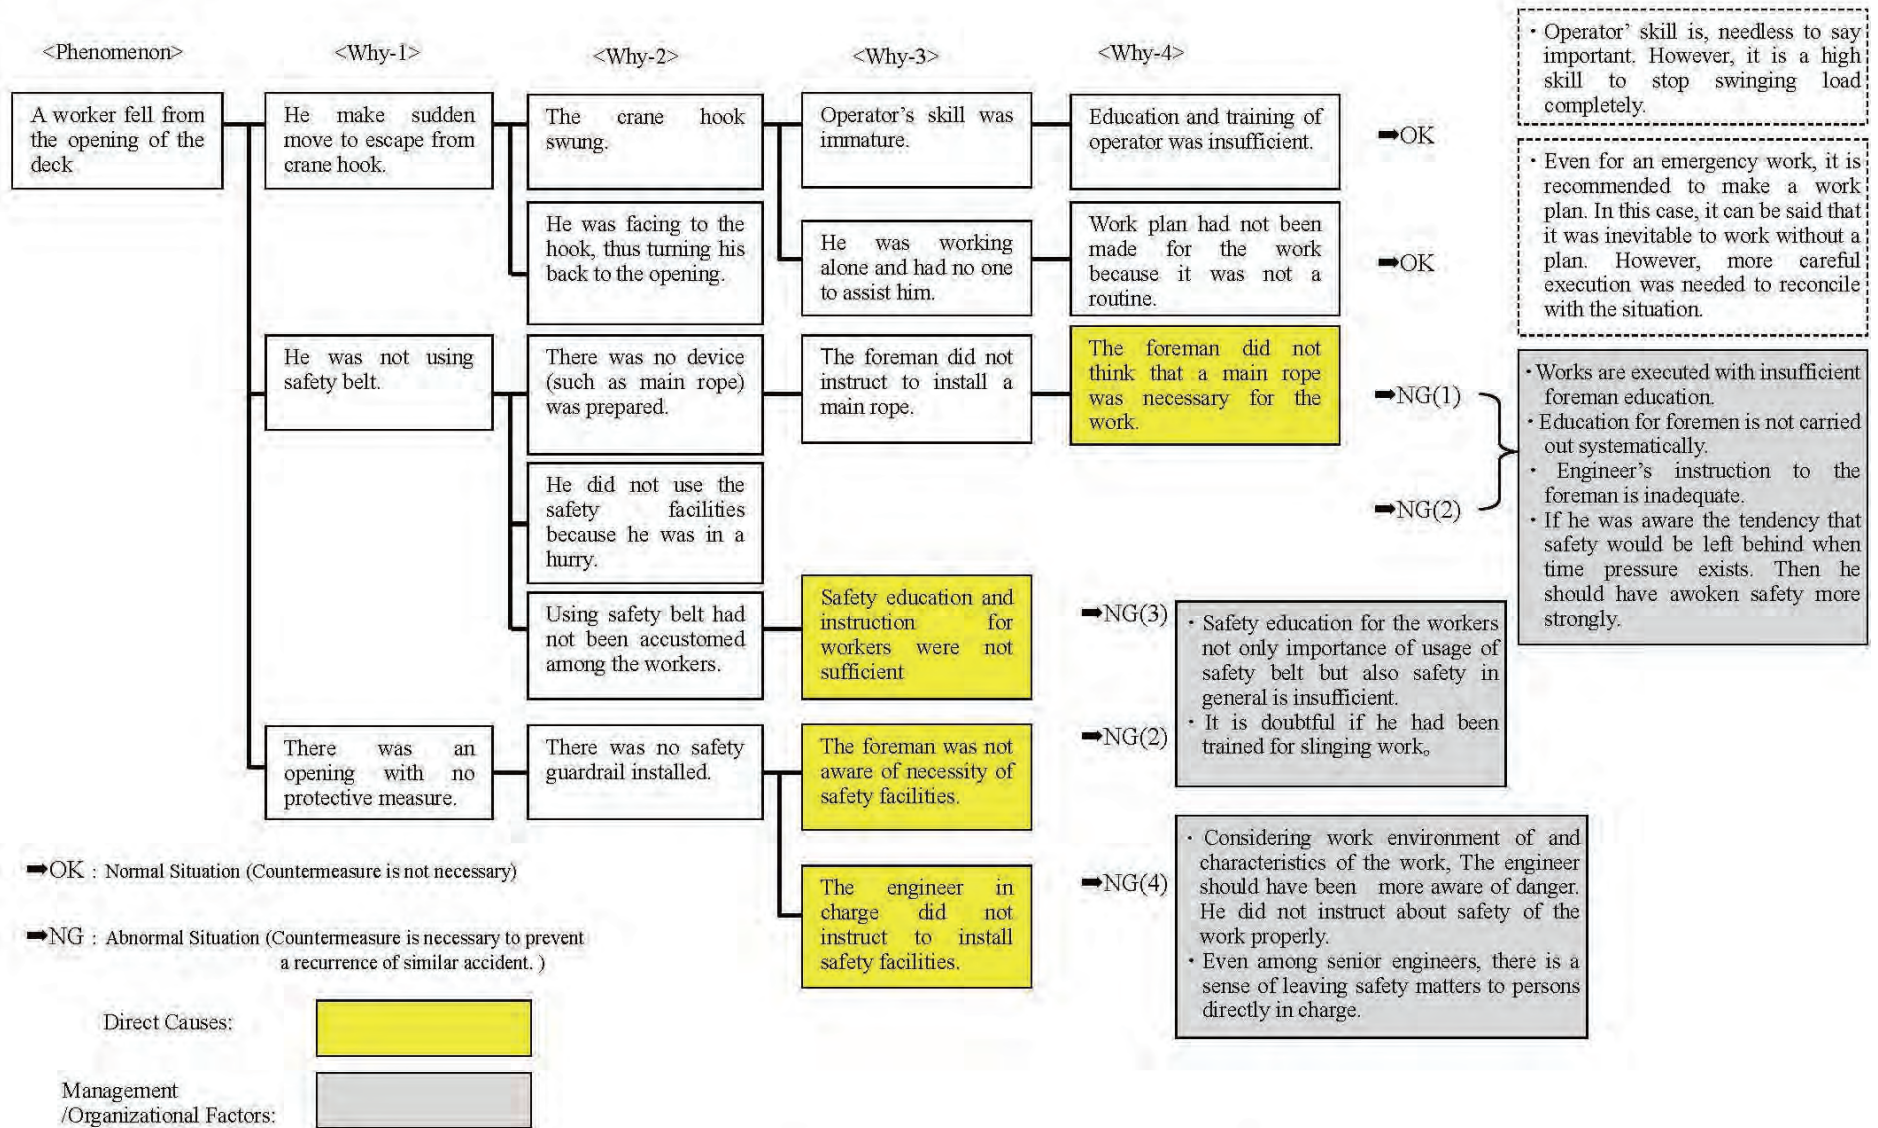 <Phenomenon>
<Why-1>
<Why-2>
<Why-3>
<Why-4>
A worker fell from
the opening of the
deck
He make sudden
move to escape from
crane hook.
The crane hook
swung.
Operator's skill was
immature.
Education and training of
operator was insufficient.
➡OK
・Operator' skill is, needless to say
important. However, it is a high
skill to stop swinging load
completely.
He was facing to the
hook, thus turning his
back to the opening.
He was working
alone and had no one
to assist him.
Work plan had not been
made for the work
because it was not a
routine.
➡OK
・Even for an emergency work, it is
recommended to make a work
plan. In this case, it can be said that
it was inevitable to work without a
plan. However, more careful
execution was needed to reconcile
with the situation.
He was not using
safety belt.
There was no device
(such as main rope)
was prepared.
The foreman did not
instruct to install a
main rope.
The foreman did not
think that a main rope
was necessary for the
work.
➡NG(1)
➡NG(2)
・Works are executed with insufficient
foreman education.
・Education for foremen is not carried
out systematically.
・ Engineer's instruction to the
foreman is inadequate.
・If he was aware the tendency that
safety would be left behind when
time pressure exists. Then he
should have awoken safety more
strongly.
He did not use the
safety facilities
because he was in a
hurry.
Using safety belt had
not been accustomed
among the workers.
Safety education and
instruction for
workers were not
sufficient
➡NG(3)
・Safety education for the workers
not only importance of usage of
safety belt but also safety in
general is insufficient.
・It is doubtful if he had been
trained for slinging work。
There was an
opening with no
protective measure.
There was no safety
guardrail installed.
The foreman was not
aware of necessity of
safety facilities.
➡NG(2)
The engineer in
charge did not
instruct to install
safety facilities.
➡NG(4)
・Considering work environment of and
characteristics of the work, The engineer
should have been more aware of danger.
He did not instruct about safety of the
work properly.
・Even among senior engineers, there is a
sense of leaving safety matters to persons
directly in charge.
➡OK : Normal Situation (Countermeasure is not necessary)
➡NG : Abnormal Situation (Countermeasure is necessary to prevent
a recurrence of similar accident. )
Direct Causes:
Management
/Organizational Factors: